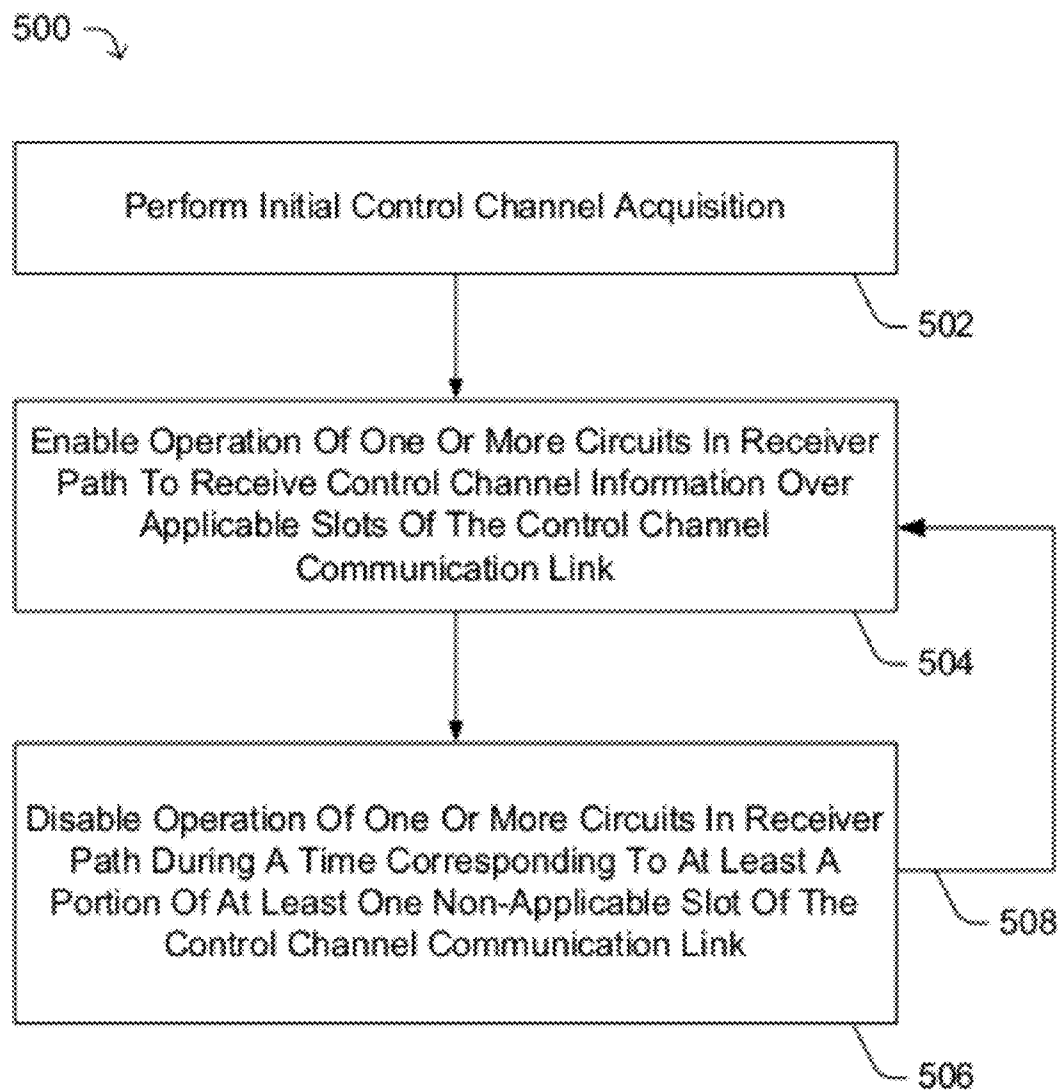 500
Perform Initial Control Channel Acquisition
502
Enable Operation Of One Or More Circuits In Receiver
Path To Receive Control Channel Information Over
Applicable Slots Of The Control Channel
Communication Link
504
Disable Operation Of One Or More Circuits In Receiver
Path During A Time Corresponding To At Least A
Portion Of At Least One Non-Applicable Slot Of The
Control Channel Communication Link
508
506